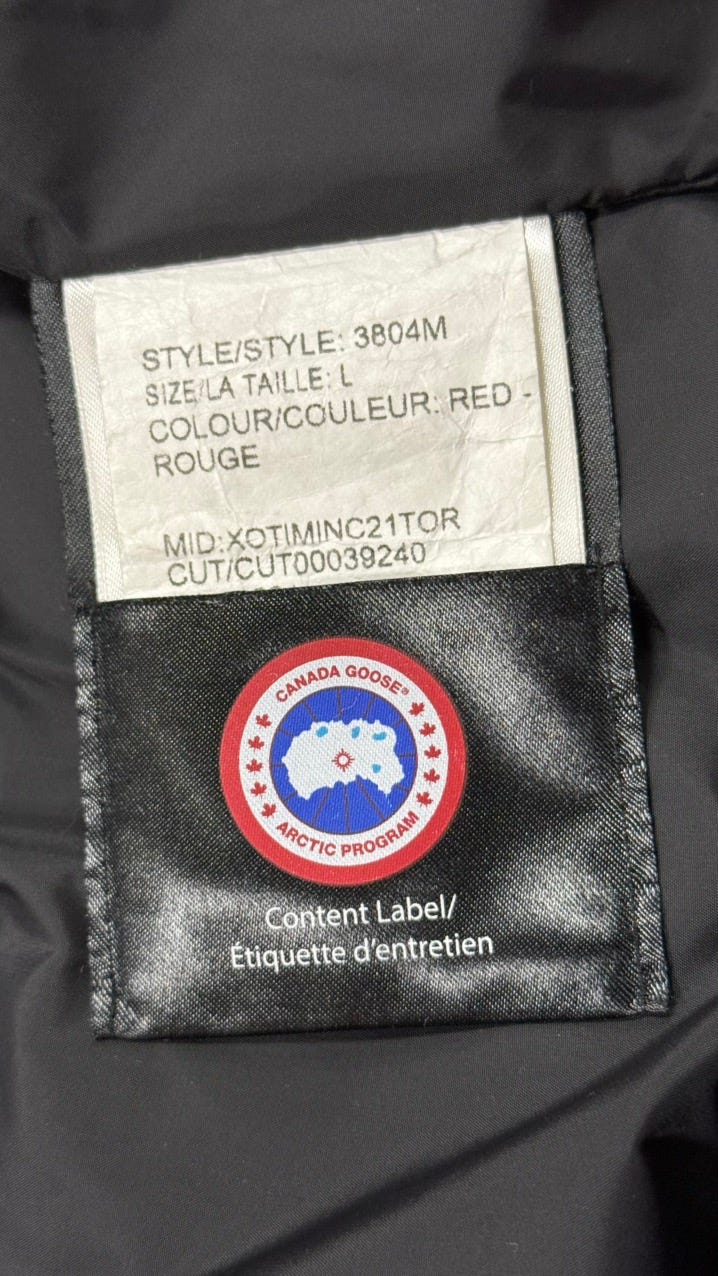 STYLE/STYLE: 3804M
SIZE/LA TAILLE: L
COLOUR/COULEUR: RED -
ROUGE
MID:XOTIMINC21TOR
CUT/CUT00039240
CANADA GOOSE®
ARCTIC PROGRAM
Content Label/
Étiquette d'entretien